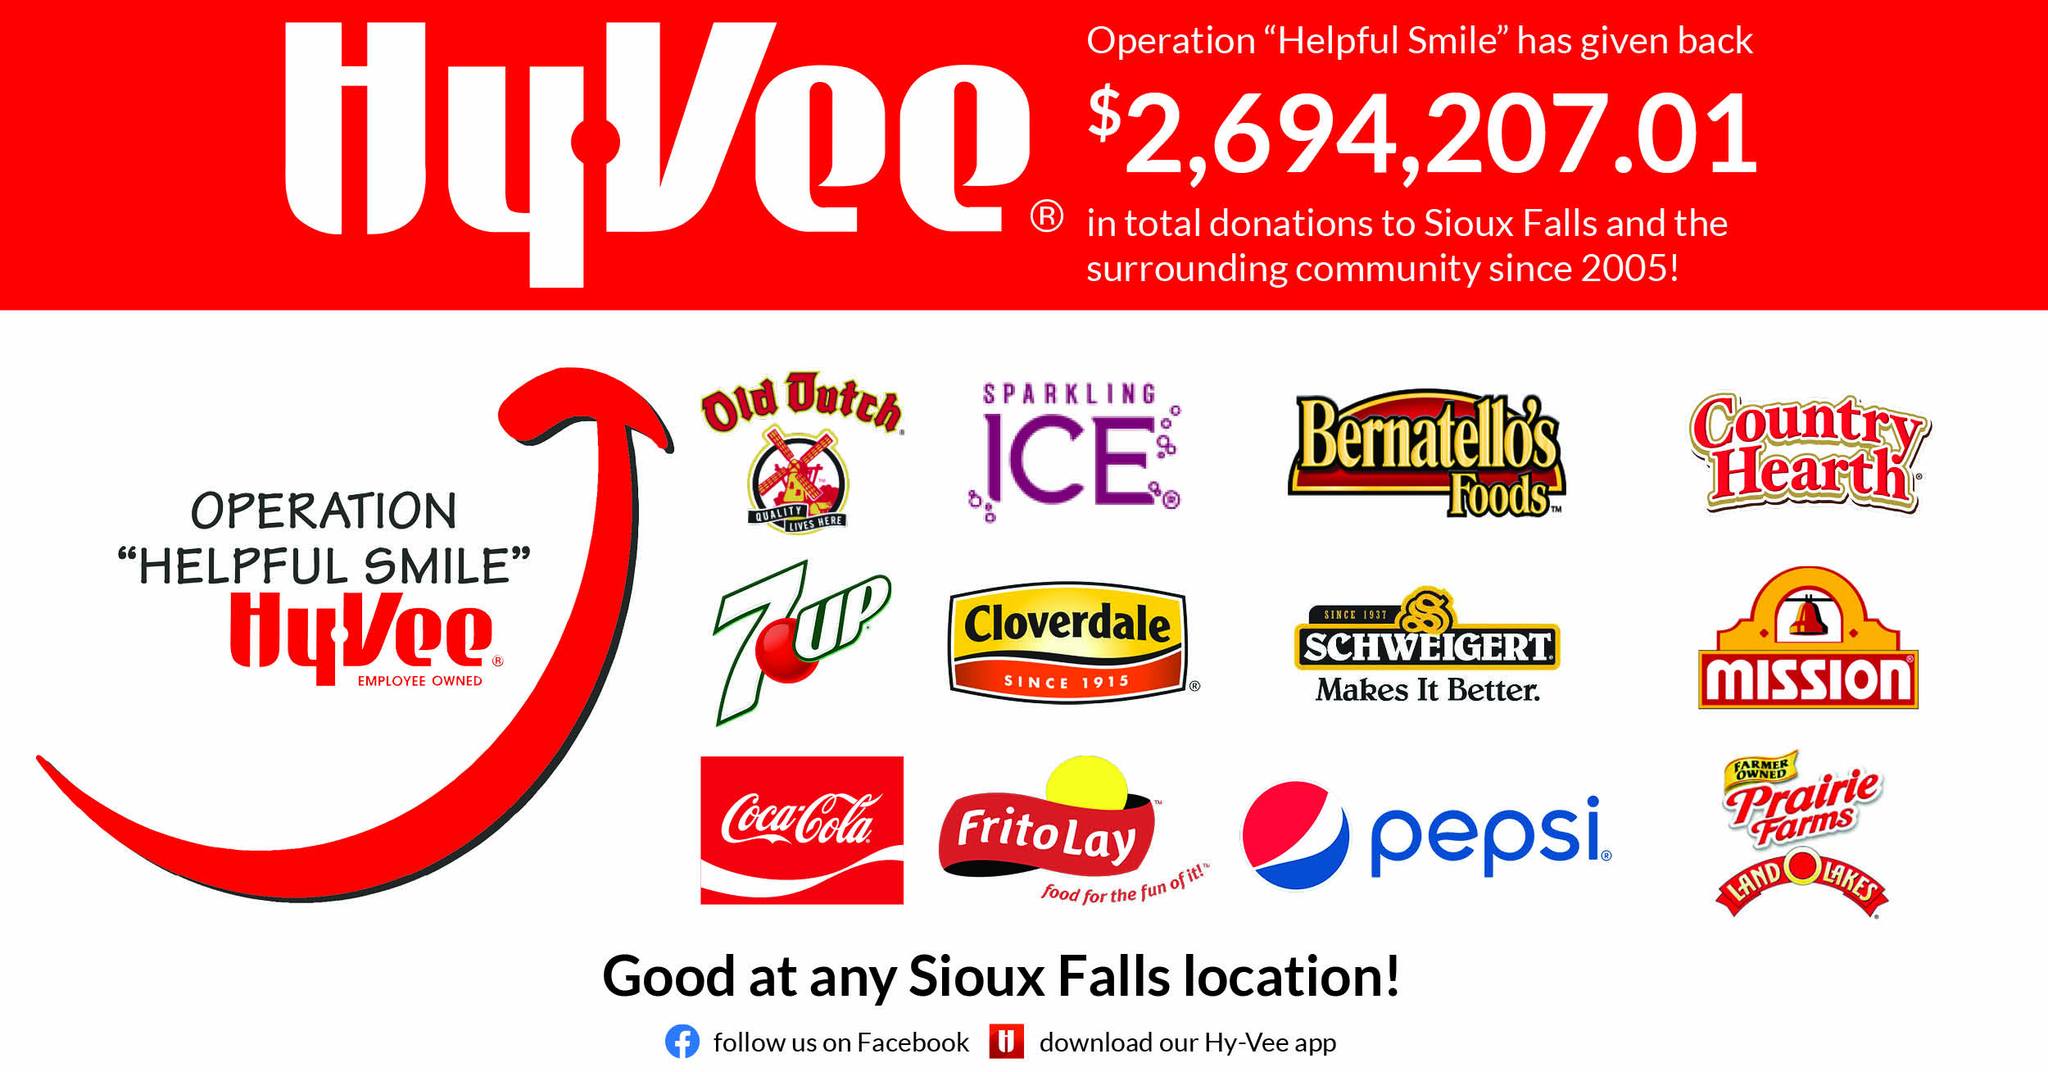 HyVee®
Operation “Helpful Smile” has given back
$2,694,207.01
in total donations to Sioux Falls and the
surrounding community since 2005!
OPERATION
“HELPFUL SMILE”
HyVee®
EMPLOYEE OWNED
Old Dutch®
QUALITY
LIVES HERE
SPARKLING
ICE®
Bernatello's
Foods™
Country
Hearth®
7UP
Cloverdale
SINCE 1915®
SINCE 1937
SCHWEIGERT®
Makes It Better.
MISSION®
Coca-Cola®
Frito Lay™
food for the fun of it!™
pepsi®
FARMER
OWNED
Prairie
Farms
LAND O LAKES®
Good at any Sioux Falls location!
follow us on Facebook H download our Hy-Vee app